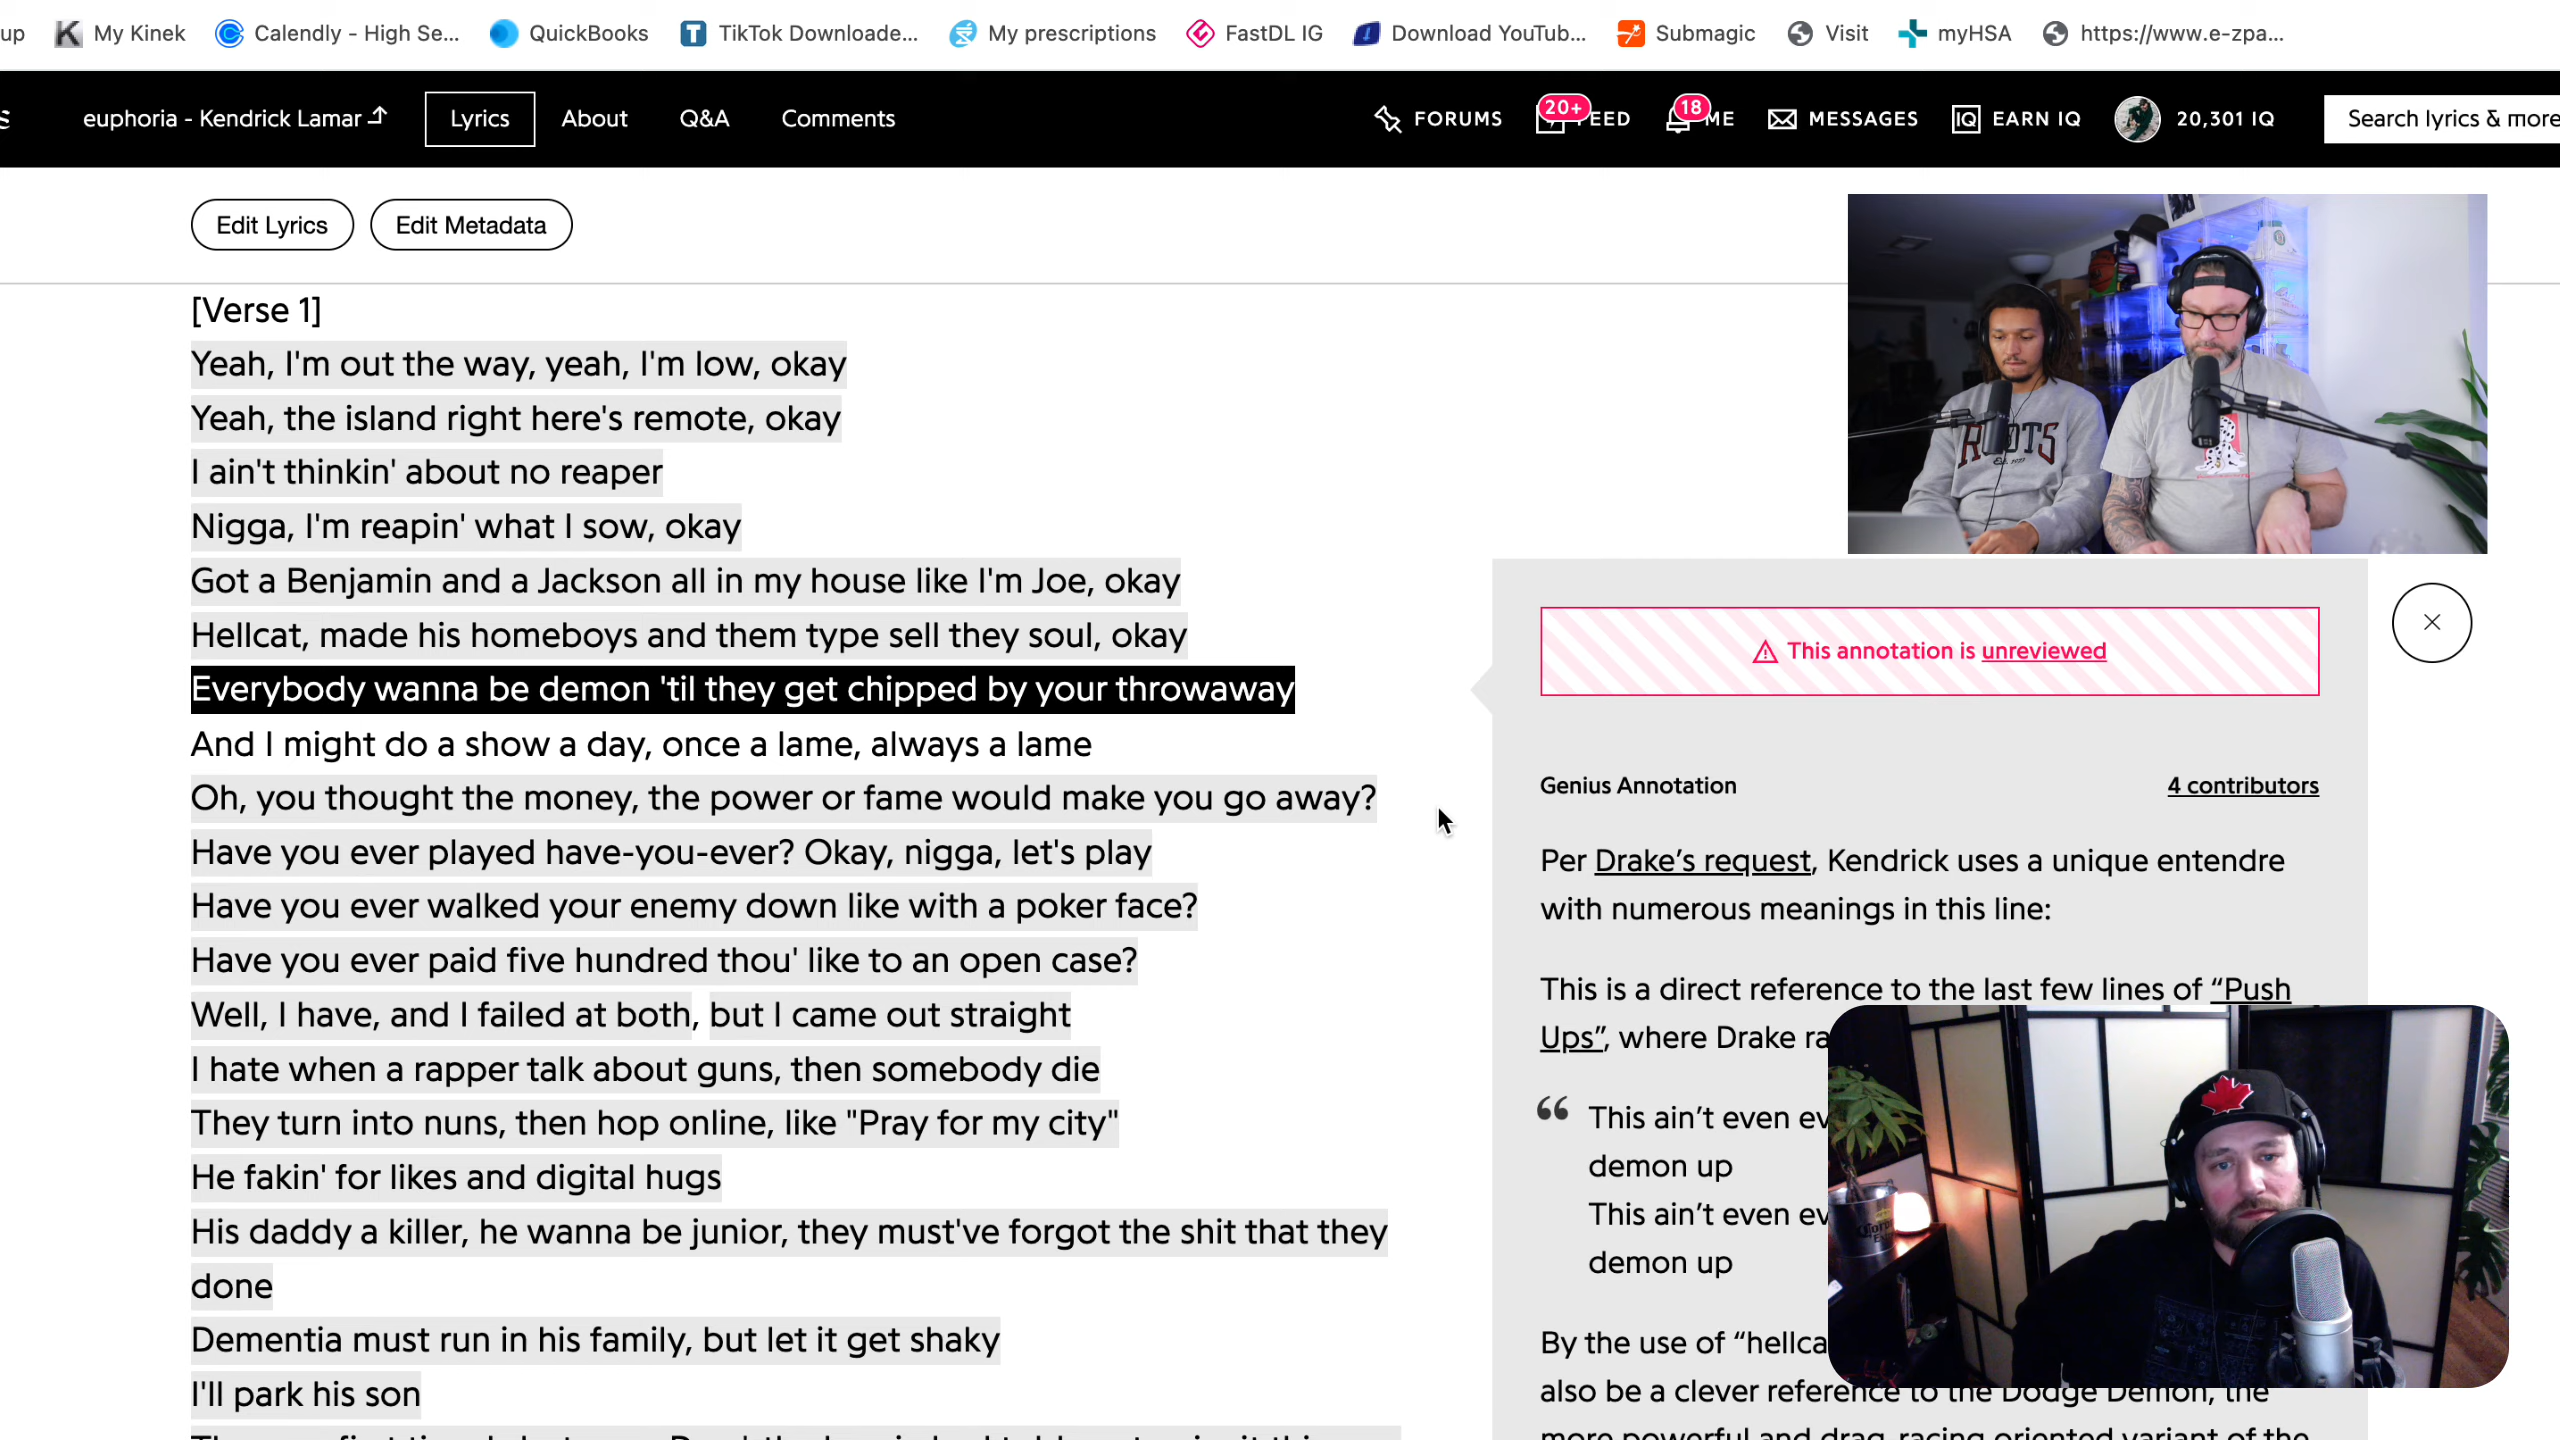 up My Kinek Calendly - High Se... QuickBooks TikTok Downloade... My prescriptions FastDL IG Download YouTub... Submagic Visit myHSA https://www.e-zpa...
euphoria - Kendrick Lamar Lyrics About Q&A Comments FORUMS 20+ 18 ME MESSAGES IQ EARN IQ 20,301 IQ Search lyrics & more
Edit Lyrics Edit Metadata
[Verse 1]
Yeah, I'm out the way, yeah, I'm low, okay
Yeah, the island right here's remote, okay
I ain't thinkin' about no reaper
Nigga, I'm reapin' what I sow, okay
Got a Benjamin and a Jackson all in my house like I'm Joe, okay
Hellcat, made his homeboys and them type sell they soul, okay
Everybody wanna be demon 'til they get chipped by your throwaway
And I might do a show a day, once a lame, always a lame
Oh, you thought the money, the power or fame would make you go away?
Have you ever played have-you-ever? Okay, nigga, let's play
Have you ever walked your enemy down like with a poker face?
Have you ever paid five hundred thou' like to an open case?
Well, I have, and I failed at both, but I came out straight
I hate when a rapper talk about guns, then somebody die
They turn into nuns, then hop online, like "Pray for my city"
He fakin' for likes and digital hugs
His daddy a killer, he wanna be junior, they must've forgot the shit that they
done
Dementia must run in his family, but let it get shaky
I'll park his son
This annotation is unreviewed
Genius Annotation 4 contributors
Per Drake’s request, Kendrick uses a unique entendre
with numerous meanings in this line:
This is a direct reference to the last few lines of “Push
Ups”, where Drake
“ This ain’t even
demon up
This ain’t even
demon up
By the use of
also be a clever reference to the Dodge Demon, the
more powerful and drag-racing oriented variant of the